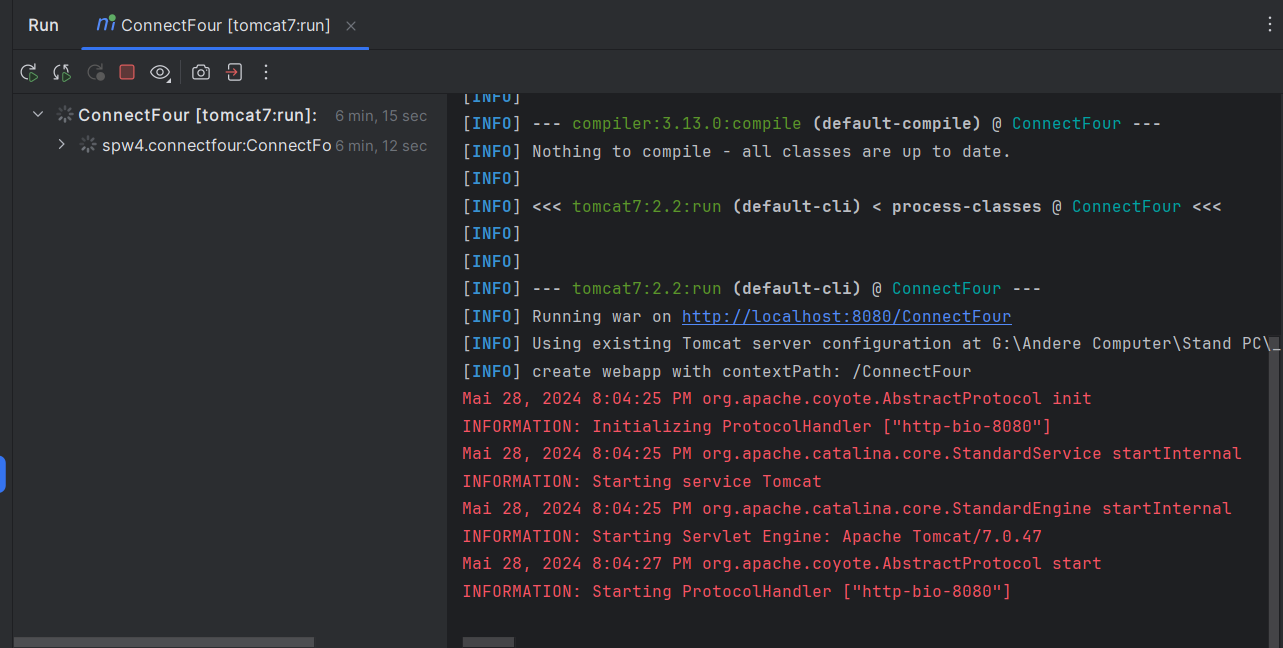 Run
ConnectFour [tomcat7:run]
ConnectFour [tomcat7:run]: 6 min, 15 sec
spw4.connectfour:ConnectFo 6 min, 12 sec
[INFO]
[INFO] --- compiler:3.13.0:compile (default-compile) @ ConnectFour ---
[INFO] Nothing to compile - all classes are up to date.
[INFO]
[INFO] <<< tomcat7:2.2:run (default-cli) < process-classes @ ConnectFour <<<
[INFO]
[INFO]
[INFO] --- tomcat7:2.2:run (default-cli) @ ConnectFour ---
[INFO] Running war on http://localhost:8080/ConnectFour
[INFO] Using existing Tomcat server configuration at G:\Andere Computer\Stand PC\_
[INFO] create webapp with contextPath: /ConnectFour
Mai 28, 2024 8:04:25 PM org.apache.coyote.AbstractProtocol init
INFORMATION: Initializing ProtocolHandler ["http-bio-8080"]
Mai 28, 2024 8:04:25 PM org.apache.catalina.core.StandardService startInternal
INFORMATION: Starting service Tomcat
Mai 28, 2024 8:04:25 PM org.apache.catalina.core.StandardEngine startInternal
INFORMATION: Starting Servlet Engine: Apache Tomcat/7.0.47
Mai 28, 2024 8:04:27 PM org.apache.coyote.AbstractProtocol start
INFORMATION: Starting ProtocolHandler ["http-bio-8080"]